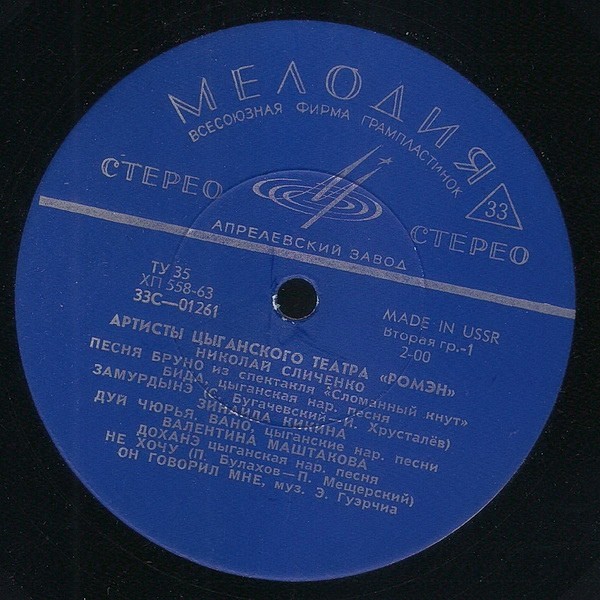 МЕЛОДИЯ
ВСЕСОЮЗНАЯ ФИРМА ГРАМПЛАСТИНОК
СТЕРЕО
33
СТЕРЕО
АПРЕЛЕВСКИЙ ЗАВОД
ТУ 35
ХП 558-63
33С—01261
MADE IN USSR
Вторая гр.-1
2-00
АРТИСТЫ ЦЫГАНСКОГО ТЕАТРА «РОМЭН»
НИКОЛАЙ СЛИЧЕНКО
ПЕСНЯ БРУНО из спектакля «Сломанный кнут»
БИДА, цыганская нар. песня
ЗАМУРДЫНЭ (С. Бугачевский—И. Хрусталёв)
ЗИНАИДА КИКИНА
ДУЙ ЧЮРЬЯ, ВАНО, цыганские нар. песни
ВАЛЕНТИНА МАШТАКОВА
ДОХАНЭ цыганская нар. песня
НЕ ХОЧУ (П. Булахов—П. Мещерский)
ОН ГОВОРИЛ МНЕ, муз. Э. Гуэрчиа